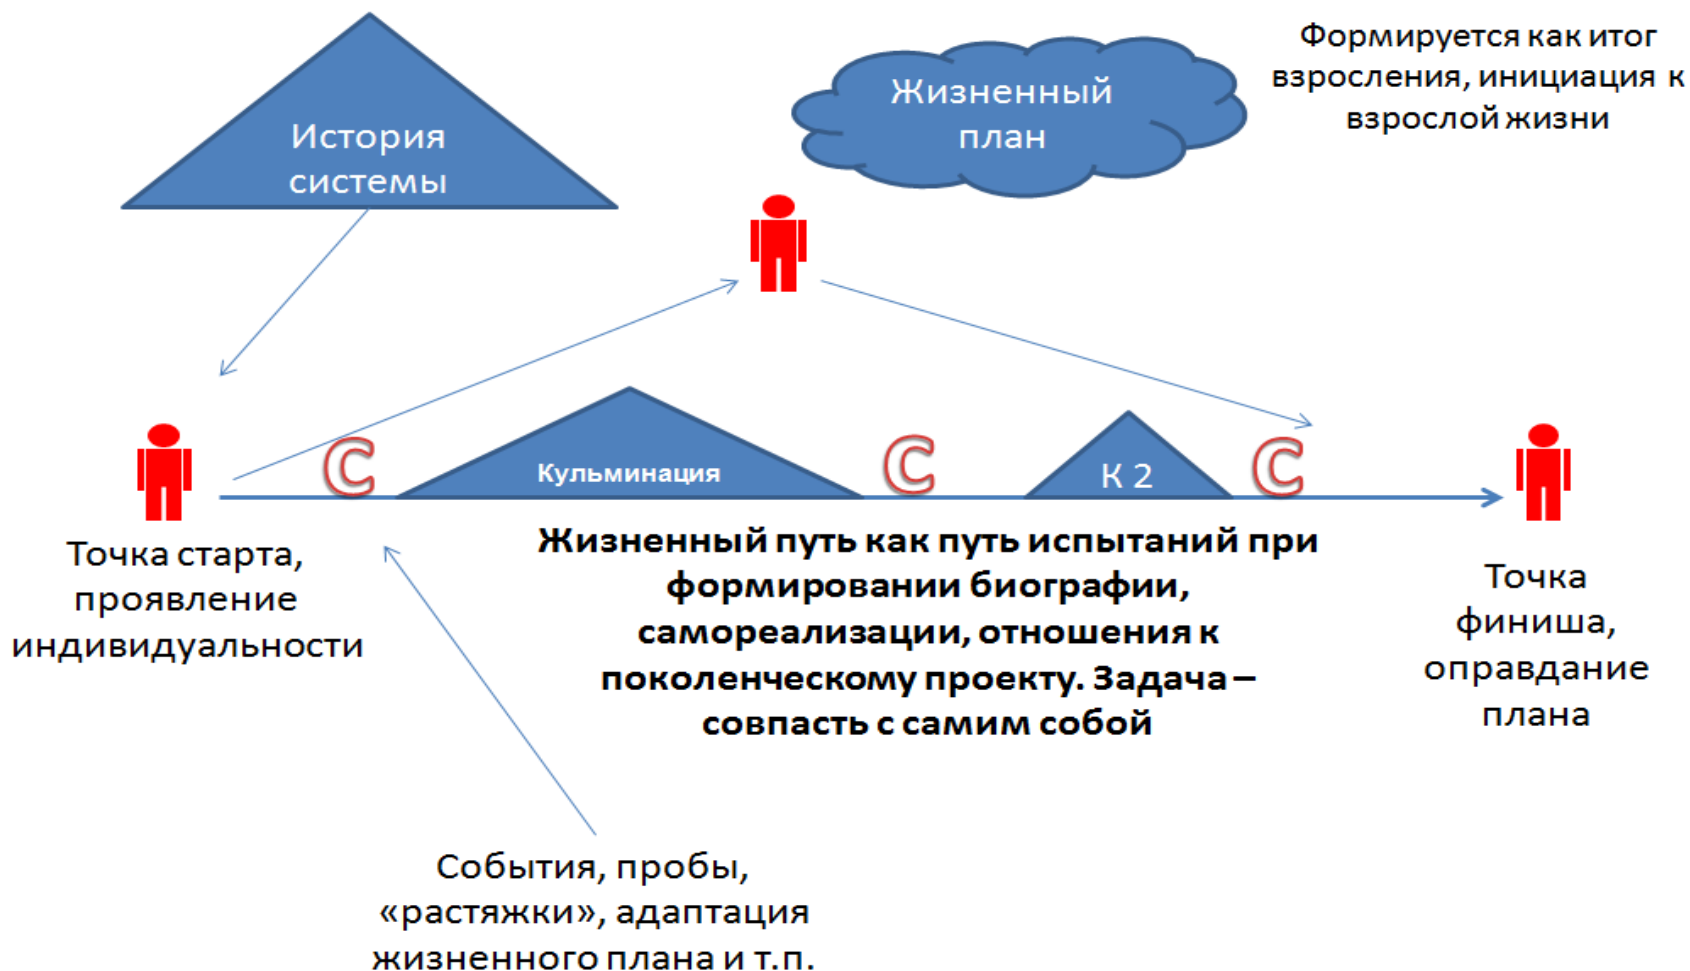 История
системы
Жизненный
план
Формируется как итог
взросления, инициация к
взрослой жизни
С
Кульминация
С
К 2
С
Точка старта,
проявление
индивидуальности
Жизненный путь как путь испытаний при
формировании биографии,
самореализации, отношения к
поколенческому проекту. Задача –
совпасть с самим собой
Точка
финиша,
оправдание
плана
События, пробы,
«растяжки», адаптация
жизненного плана и т.п.